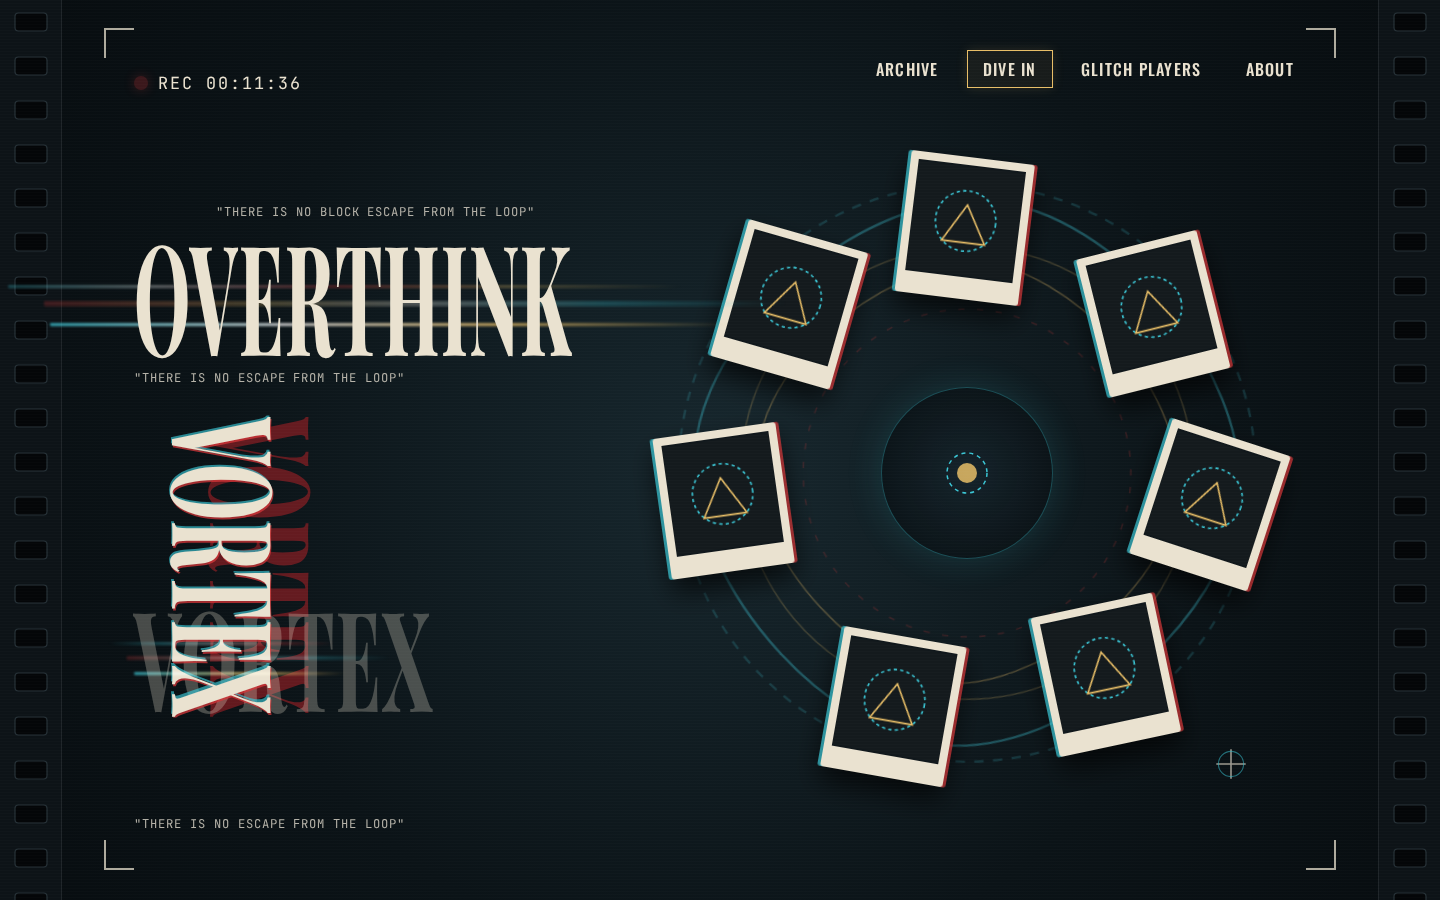 REC 00:11:36
ARCHIVE
DIVE IN
GLITCH PLAYERS
ABOUT
"THERE IS NO BLOCK ESCAPE FROM THE LOOP"
OVERTHINK
"THERE IS NO ESCAPE FROM THE LOOP"
VORTEX
VORTEX
VORTEX
"THERE IS NO ESCAPE FROM THE LOOP"